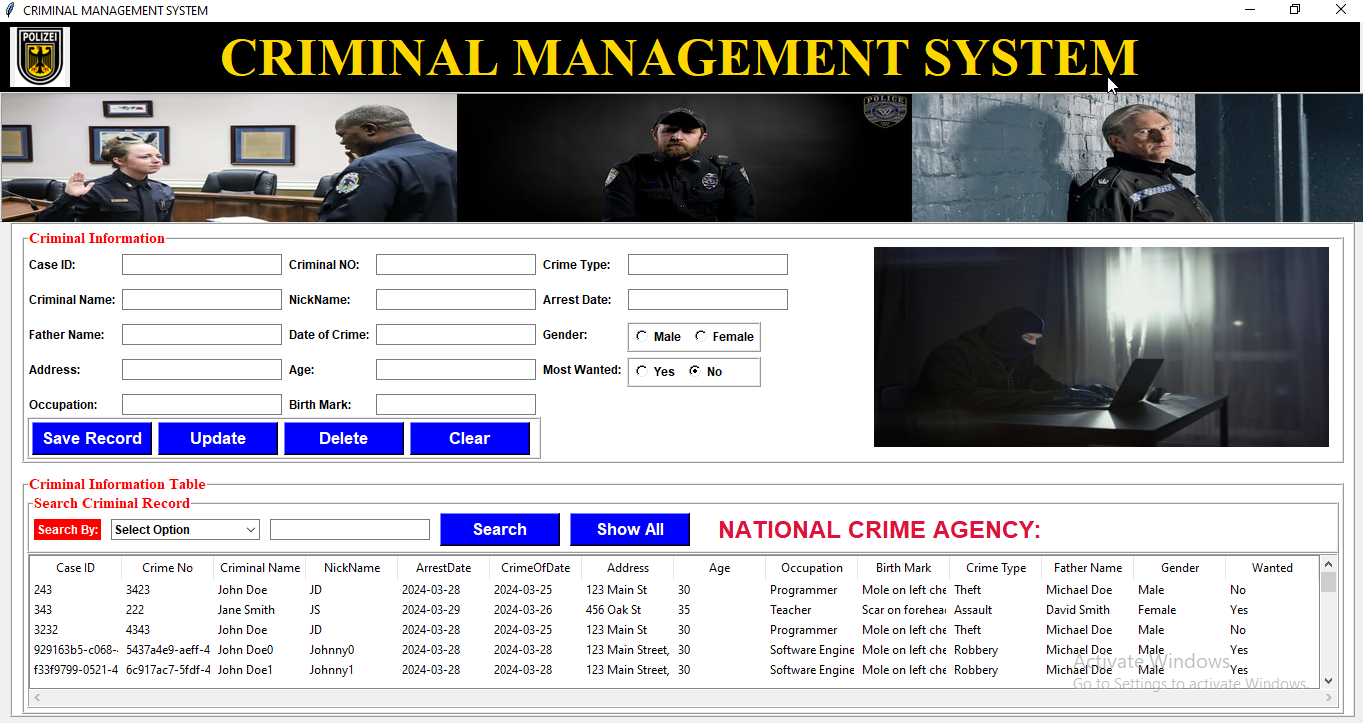 CRIMINAL MANAGEMENT SYSTEM
POLIZEI
CRIMINAL MANAGEMENT SYSTEM
POLICE
Criminal Information
Case ID: Criminal NO: Crime Type:
Criminal Name: NickName: Arrest Date:
Father Name: Date of Crime: Gender: Male Female
Address: Age: Most Wanted: Yes No
Occupation: Birth Mark:
Save Record Update Delete Clear
Criminal Information Table
Search Criminal Record
Search By: Select Option Search Show All NATIONAL CRIME AGENCY:
Case ID Crime No Criminal Name NickName ArrestDate CrimeOfDate Address Age Occupation Birth Mark Crime Type Father Name Gender Wanted
243 3423 John Doe JD 2024-03-28 2024-03-25 123 Main St 30 Programmer Mole on left che Theft Michael Doe Male No
343 222 Jane Smith JS 2024-03-29 2024-03-26 456 Oak St 35 Teacher Scar on forehea Assault David Smith Female Yes
3232 4343 John Doe JD 2024-03-28 2024-03-25 123 Main St 30 Programmer Mole on left che Theft Michael Doe Male No
929163b5-c068- 5437a4e9-aeff-4 John Doe0 Johnny0 2024-03-28 2024-03-28 123 Main Street, 30 Software Engine Mole on left che Robbery Michael Doe Male Yes
f33f9799-0521-4 6c917ac7-5fdf-4 John Doe1 Johnny1 2024-03-28 2024-03-28 123 Main Street, 30 Software Engine Mole on left che Robbery Michael Doe Male Yes
Activate Windows
Go to Settings to activate Windows.